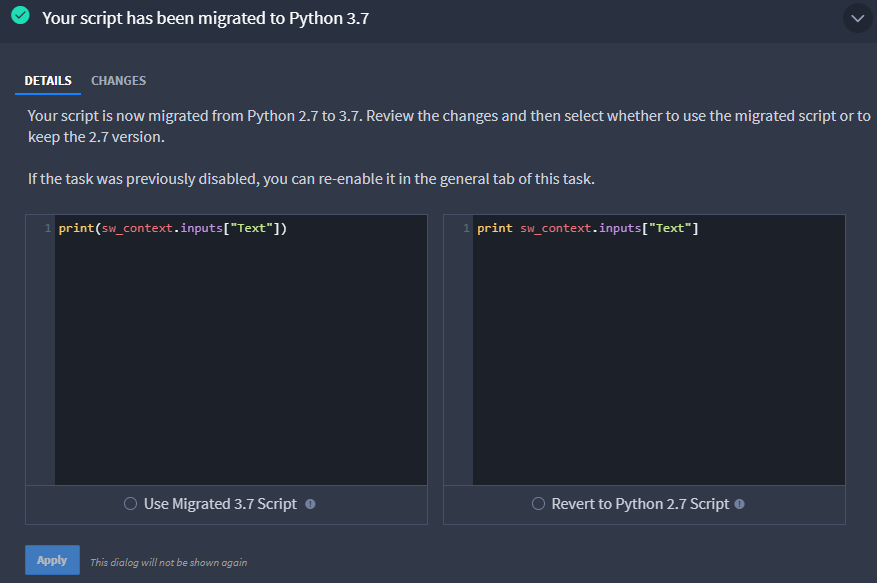 Your script has been migrated to Python 3.7
DETAILS CHANGES
Your script is now migrated from Python 2.7 to 3.7. Review the changes and then select whether to use the migrated script or to
keep the 2.7 version.
If the task was previously disabled, you can re-enable it in the general tab of this task.
1 print(sw_context.inputs["Text"])
1 print sw_context.inputs["Text"]
Use Migrated 3.7 Script
Revert to Python 2.7 Script
Apply This dialog will not be shown again